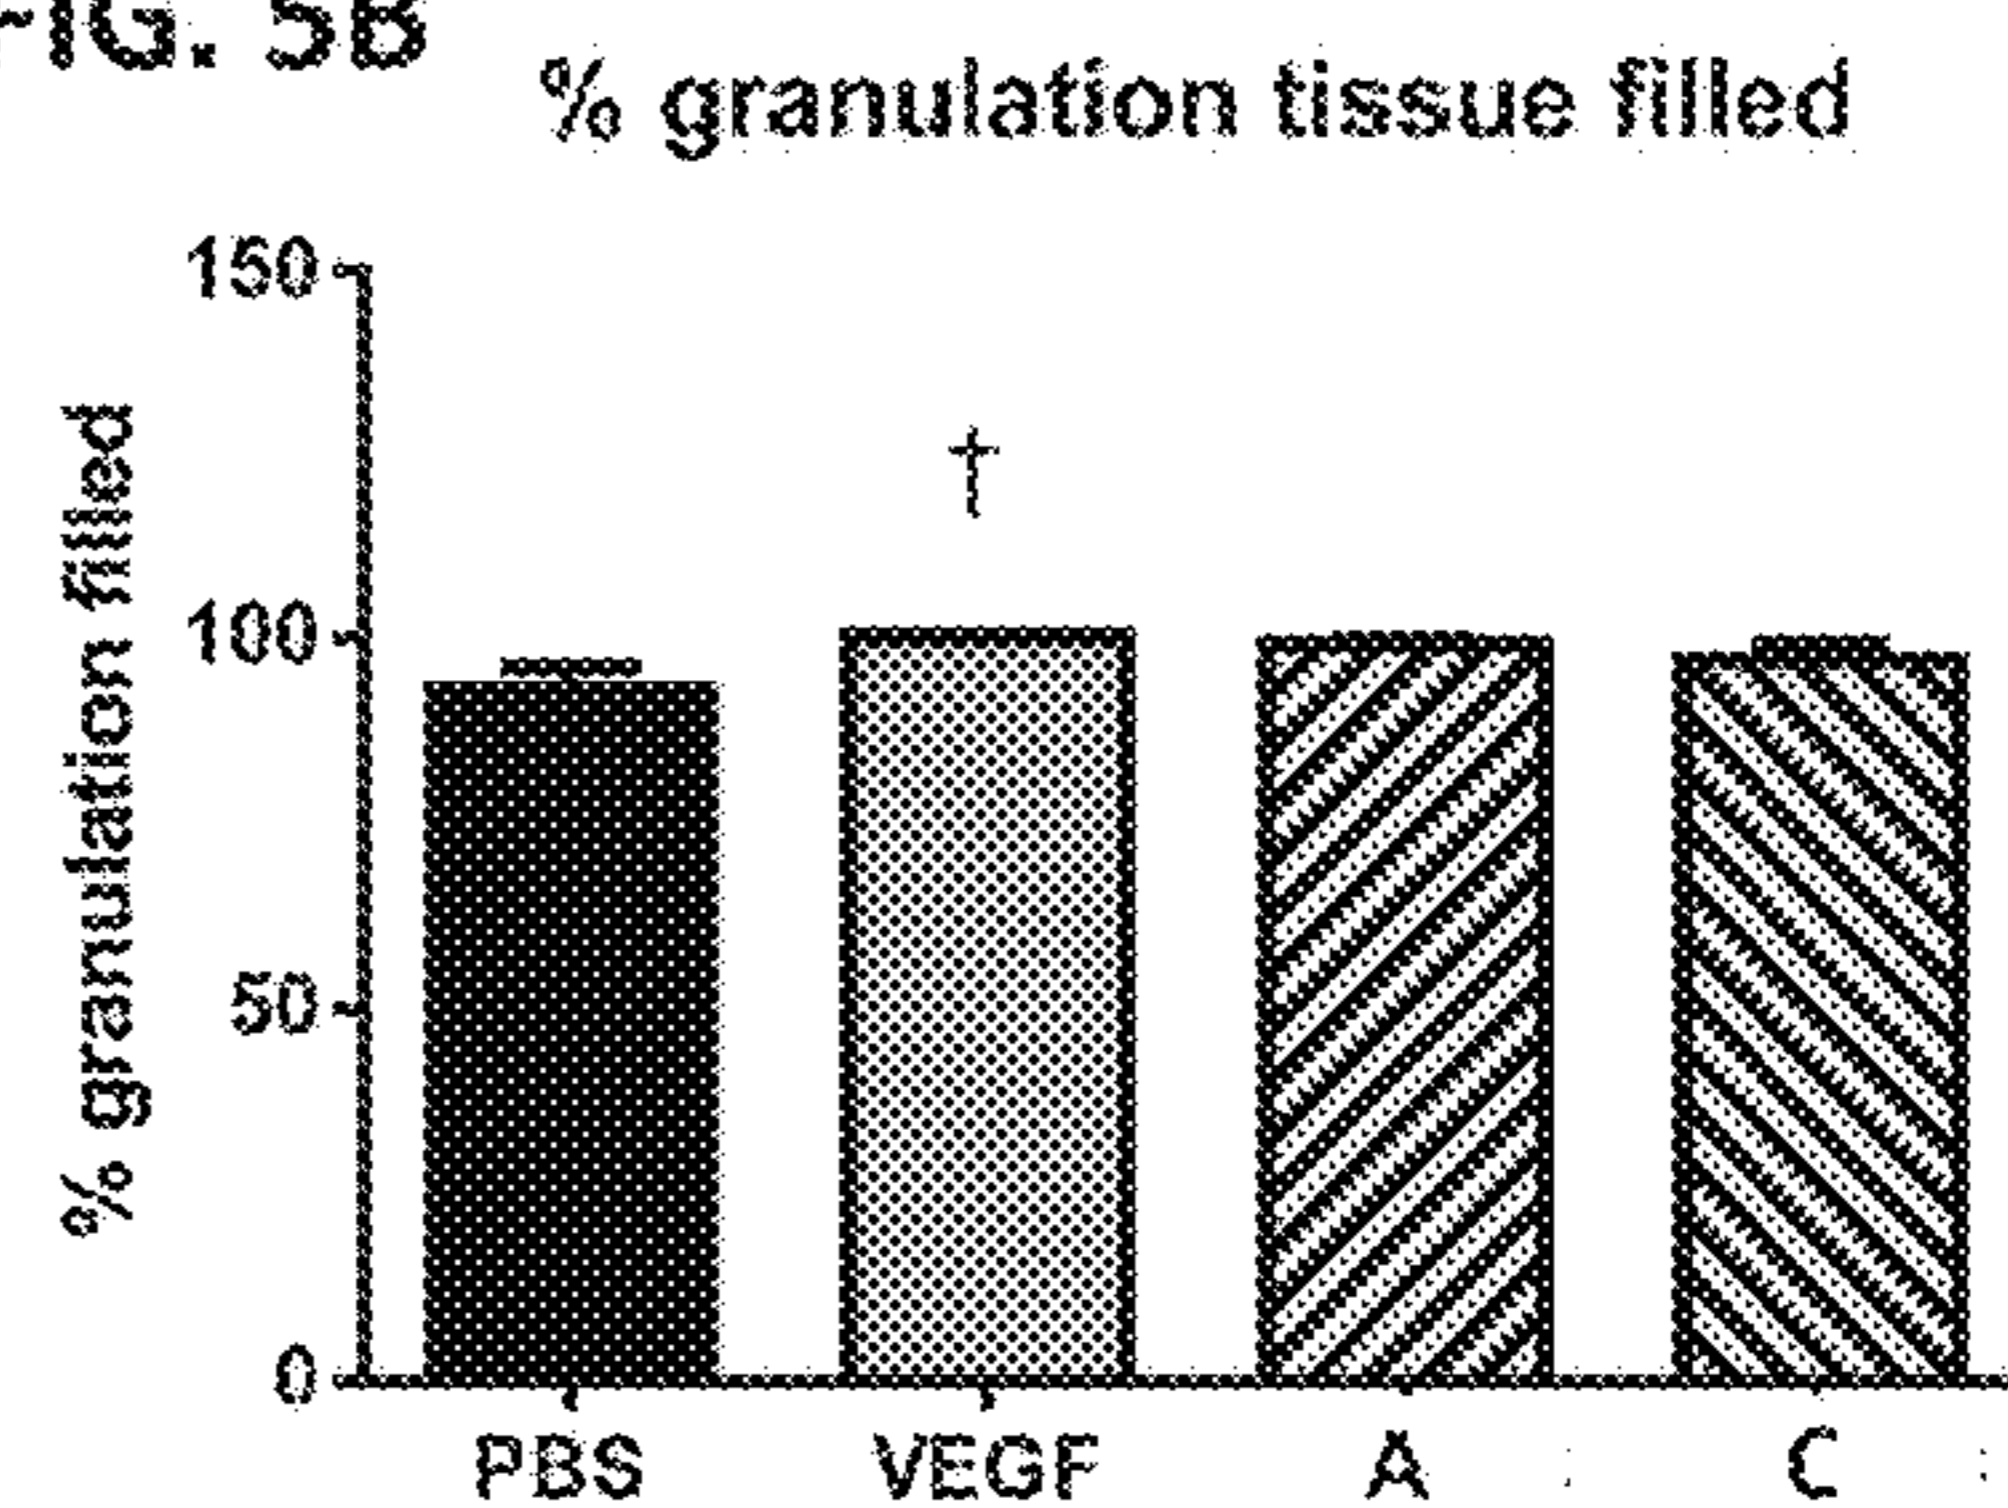 FIG. 5B
% granulation tissue filled
% granulation filled
150
100
50
0
†
PBS
VEGF
A
C